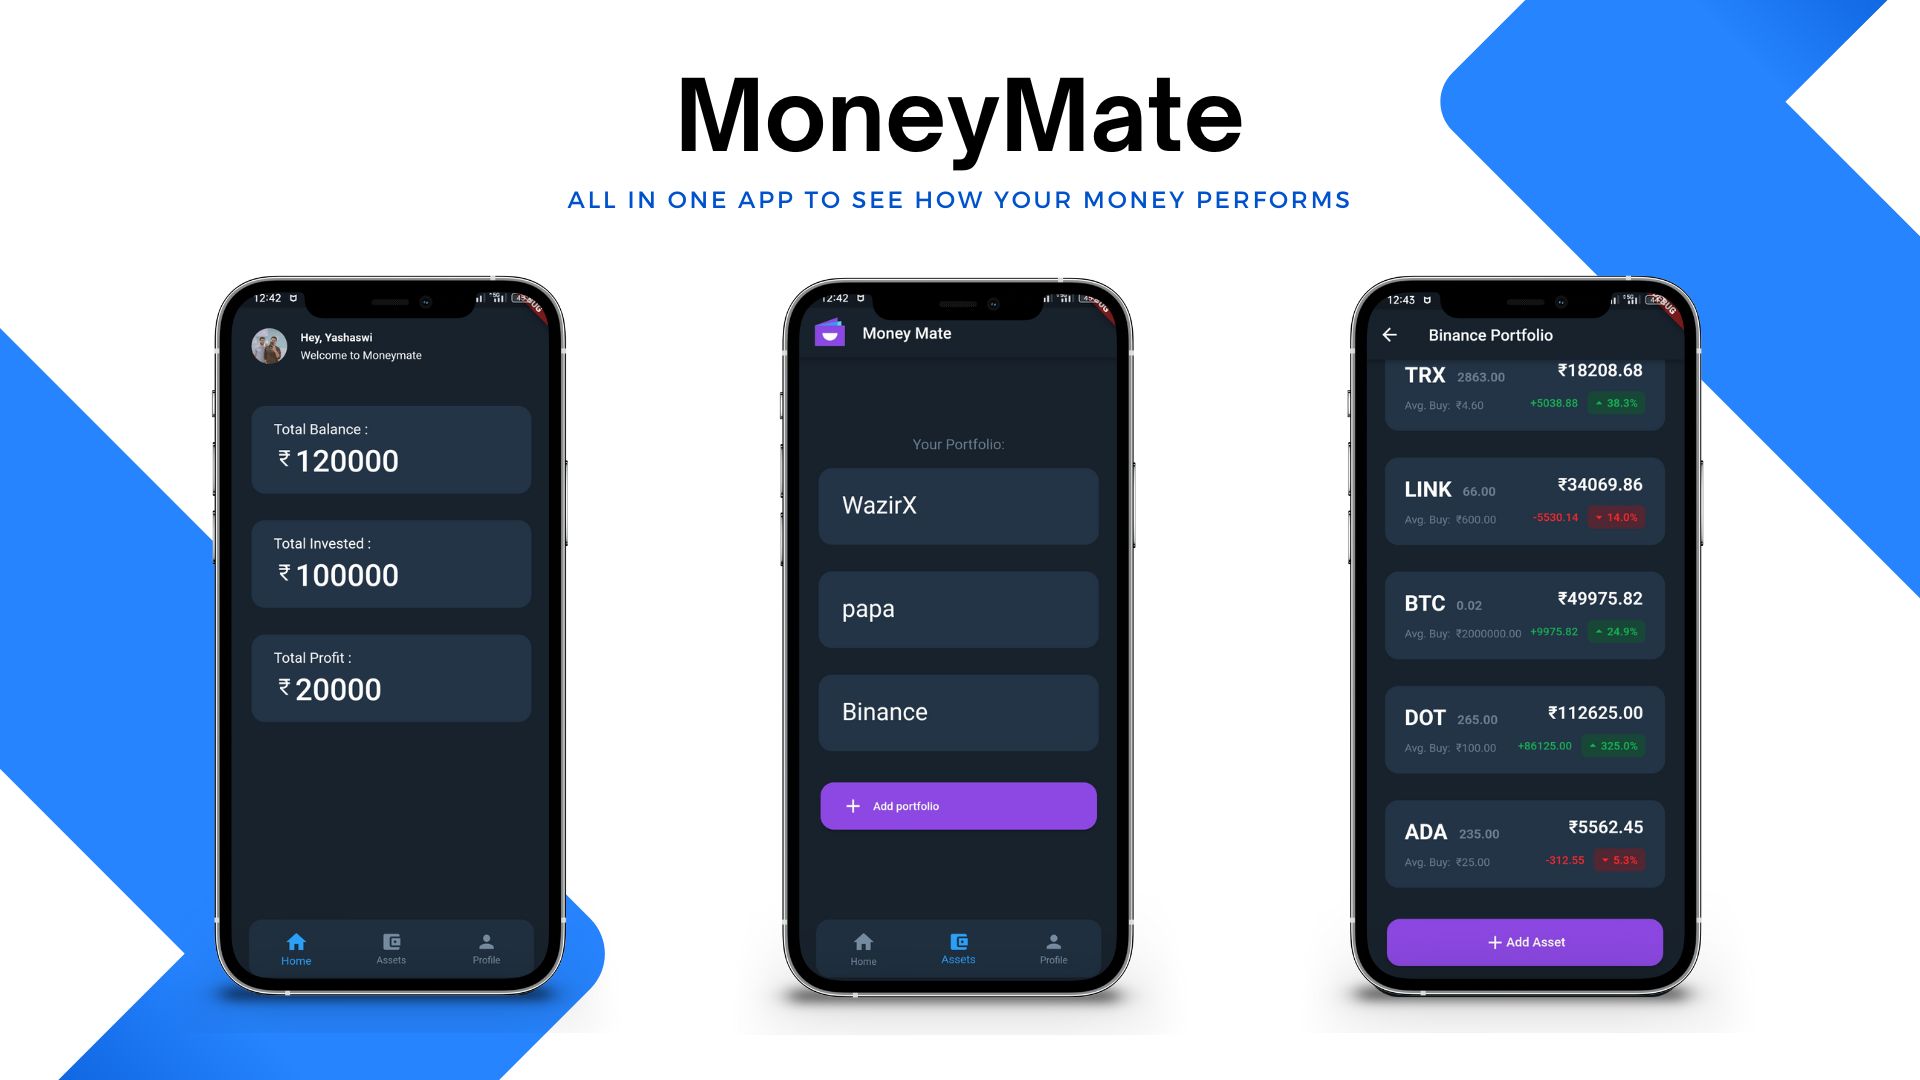 MoneyMate
ALL IN ONE APP TO SEE HOW YOUR MONEY PERFORMS
12:42
Hey, Yashaswi
Welcome to Moneymate
Total Balance :
₹ 120000
Total Invested :
₹ 100000
Total Profit :
₹ 20000
Home Assets Profile
12:42
Money Mate
Your Portfolio:
WazirX
papa
Binance
+ Add portfolio
Home Assets Profile
12:43
Binance Portfolio
TRX 2863.00 ₹18208.68
Avg. Buy: ₹4.60 +5038.88 38.3%
LINK 66.00 ₹34069.86
Avg. Buy: ₹600.00 -5530.14 14.0%
BTC 0.02 ₹49975.82
Avg. Buy: ₹2000000.00 +9975.82 24.9%
DOT 265.00 ₹112625.00
Avg. Buy: ₹100.00 +86125.00 325.0%
ADA 235.00 ₹5562.45
Avg. Buy: ₹25.00 -312.55 5.3%
+ Add Asset